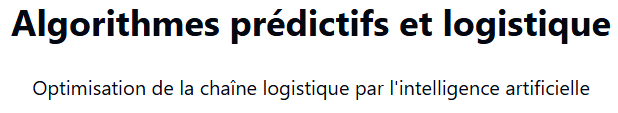 Algorithmes prédictifs et logistique
Optimisation de la chaîne logistique par l'intelligence artificielle